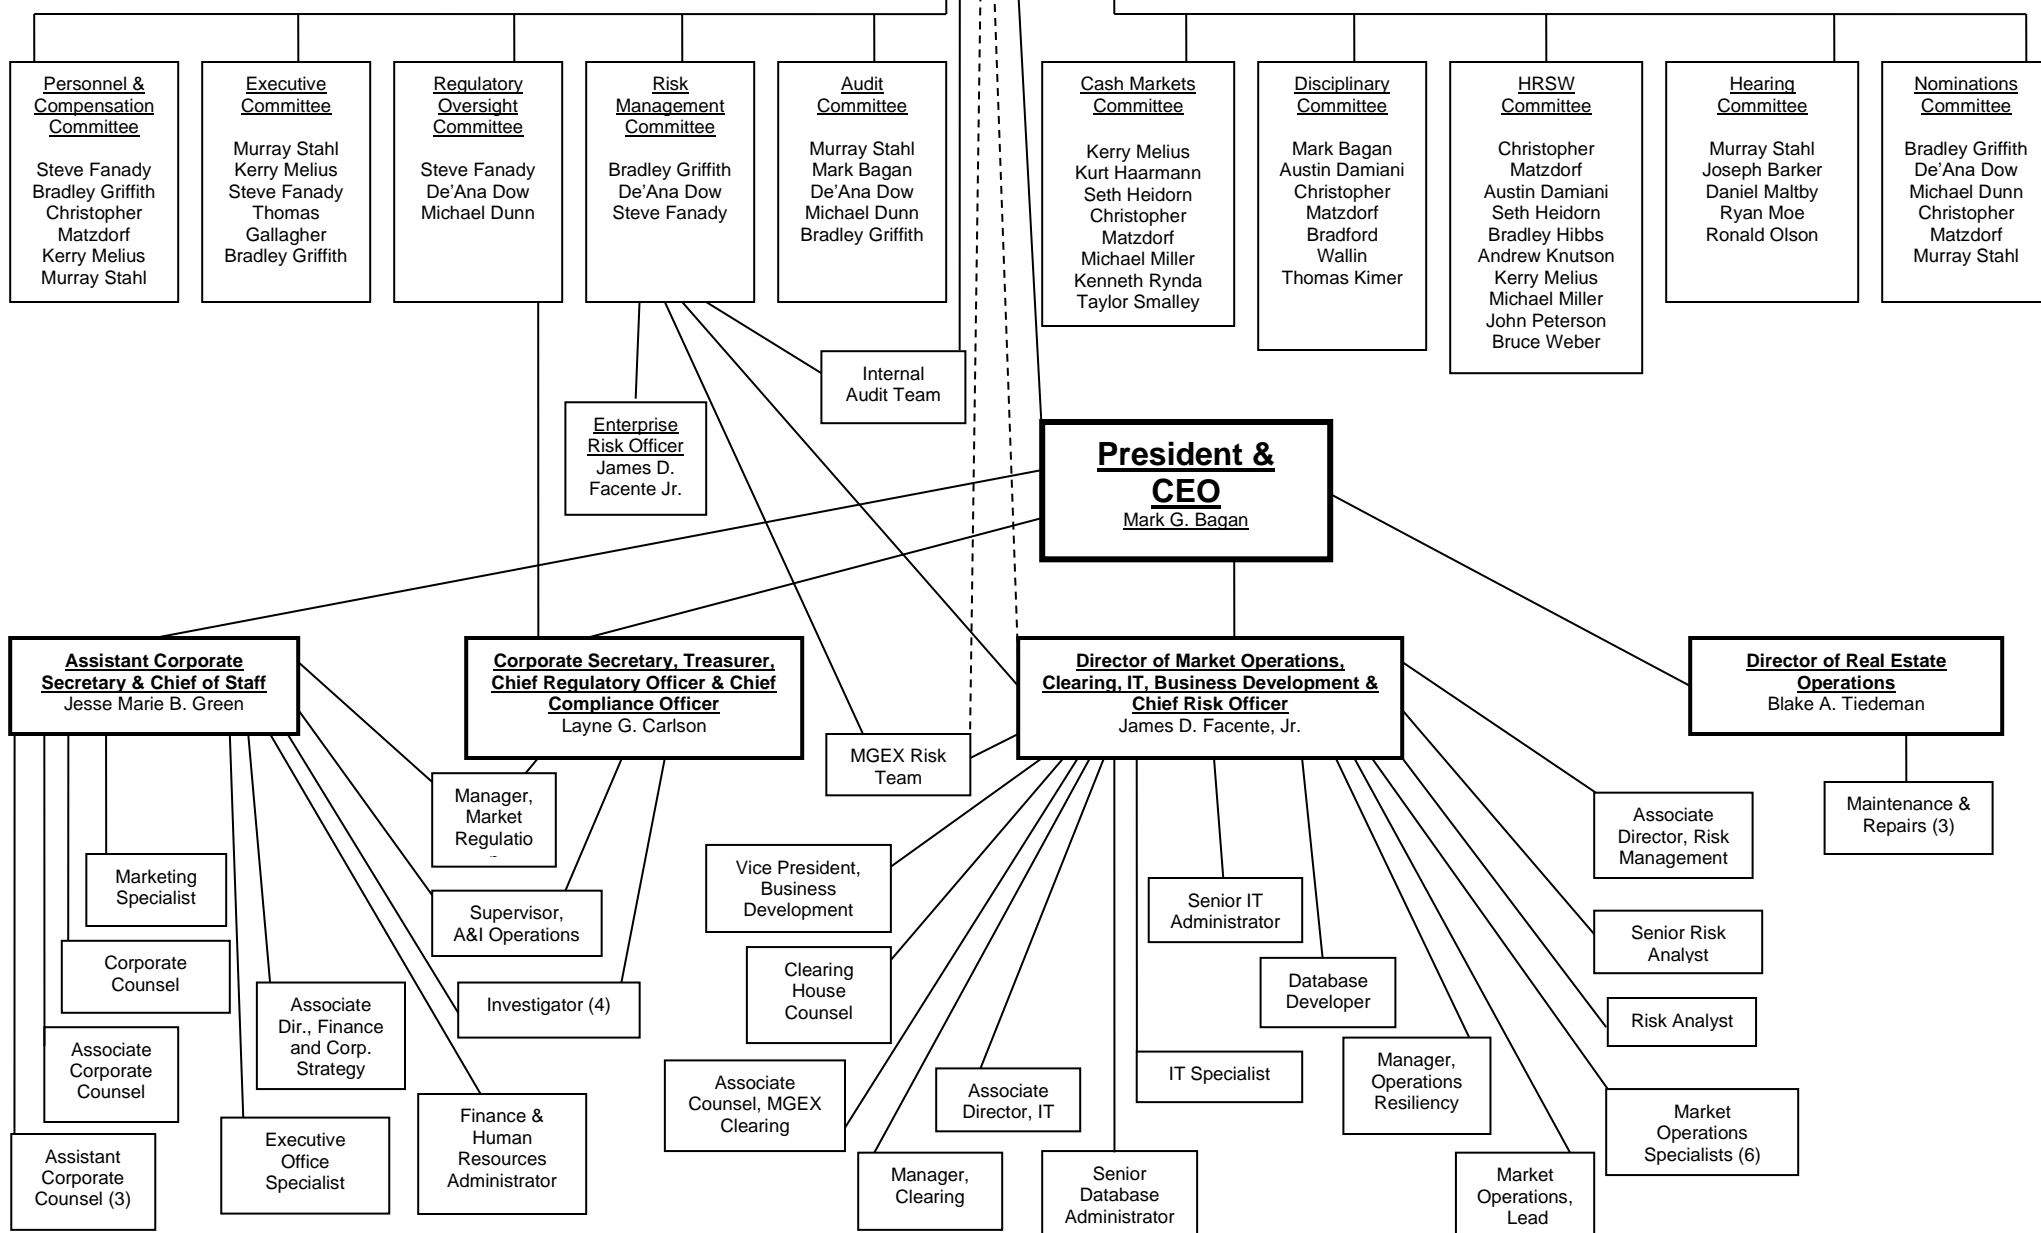 Personnel &
Compensation
Committee
Steve Fanady
Bradley Griffith
Christopher
Matzdorf
Kerry Melius
Murray Stahl
Executive
Committee
Murray Stahl
Kerry Melius
Steve Fanady
Thomas
Gallagher
Bradley Griffith
Regulatory
Oversight
Committee
Steve Fanady
De’Ana Dow
Michael Dunn
Risk
Management
Committee
Bradley Griffith
De’Ana Dow
Steve Fanady
Audit
Committee
Murray Stahl
Mark Bagan
De’Ana Dow
Michael Dunn
Bradley Griffith
Cash Markets
Committee
Kerry Melius
Kurt Haarmann
Seth Heidorn
Christopher
Matzdorf
Michael Miller
Kenneth Rynda
Taylor Smalley
Disciplinary
Committee
Mark Bagan
Austin Damiani
Christopher
Matzdorf
Bradford
Wallin
Thomas Kimer
HRSW
Committee
Christopher
Matzdorf
Austin Damiani
Seth Heidorn
Bradley Hibbs
Andrew Knutson
Kerry Melius
Michael Miller
John Peterson
Bruce Weber
Hearing
Committee
Murray Stahl
Joseph Barker
Daniel Maltby
Ryan Moe
Ronald Olson
Nominations
Committee
Bradley Griffith
De’Ana Dow
Michael Dunn
Christopher
Matzdorf
Murray Stahl
Internal
Audit Team
Enterprise
Risk Officer
James D.
Facente Jr.
President &
CEO
Mark G. Bagan
Assistant Corporate
Secretary & Chief of Staff
Jesse Marie B. Green
Corporate Secretary, Treasurer,
Chief Regulatory Officer & Chief
Compliance Officer
Layne G. Carlson
Director of Market Operations,
Clearing, IT, Business Development &
Chief Risk Officer
James D. Facente, Jr.
Director of Real Estate
Operations
Blake A. Tiedeman
MGEX Risk
Team
Manager,
Market
Regulatio
Maintenance &
Repairs (3)
Associate
Director, Risk
Management
Marketing
Specialist
Vice President,
Business
Development
Senior IT
Administrator
Supervisor,
A&I Operations
Senior Risk
Analyst
Corporate
Counsel
Clearing
House
Counsel
Database
Developer
Associate
Dir., Finance
and Corp.
Strategy
Investigator (4)
Risk Analyst
Associate
Corporate
Counsel
Associate
Counsel, MGEX
Clearing
Associate
Director, IT
IT Specialist
Manager,
Operations
Resiliency
Market
Operations
Specialists (6)
Finance &
Human
Resources
Administrator
Executive
Office
Specialist
Assistant
Corporate
Counsel (3)
Manager,
Clearing
Senior
Database
Administrator
Market
Operations,
Lead